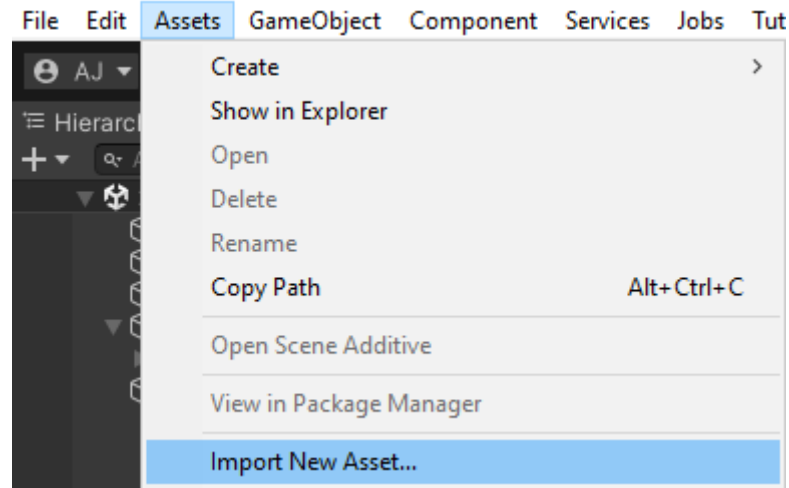 File Edit Assets GameObject Component Services Jobs Tut
AJ
Create
Hierarc
Show in Explorer
Open
Delete
Rename
Copy Path Alt+Ctrl+C
Open Scene Additive
View in Package Manager
Import New Asset...